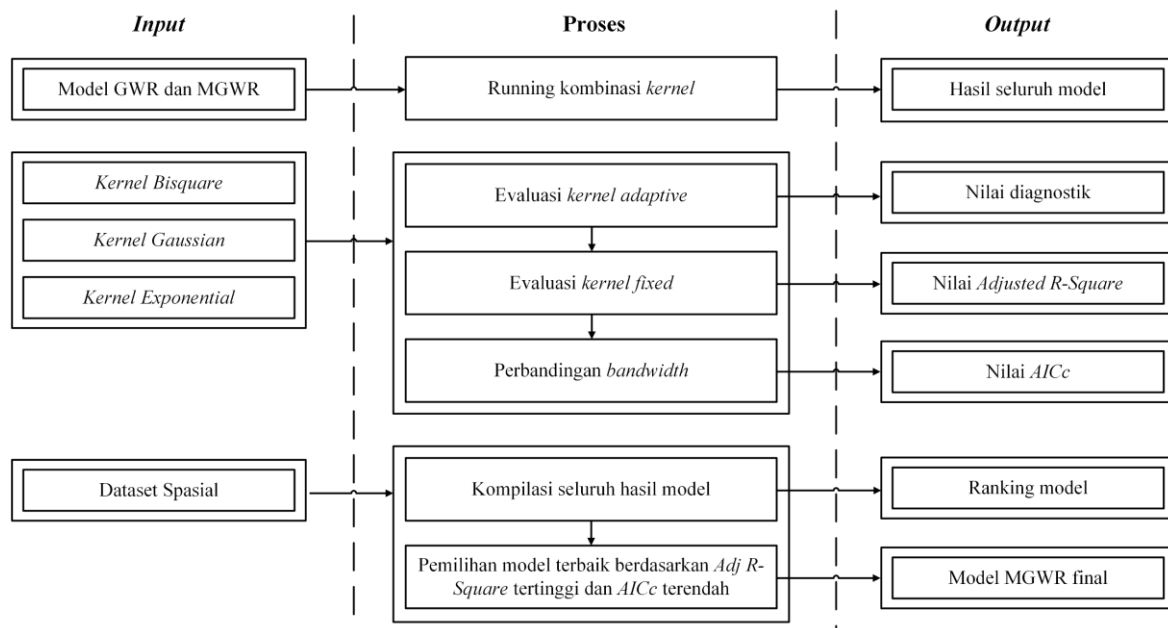 Input
Proses
Output
Model GWR dan MGWR
Running kombinasi kernel
Hasil seluruh model
Kernel Bisquare
Kernel Gaussian
Kernel Exponential
Evaluasi kernel adaptive
Evaluasi kernel fixed
Perbandingan bandwidth
Nilai diagnostik
Nilai Adjusted R-Square
Nilai AICc
Dataset Spasial
Kompilasi seluruh hasil model
Ranking model
Pemilihan model terbaik berdasarkan Adj R-
Square tertinggi dan AICc terendah
Model MGWR final